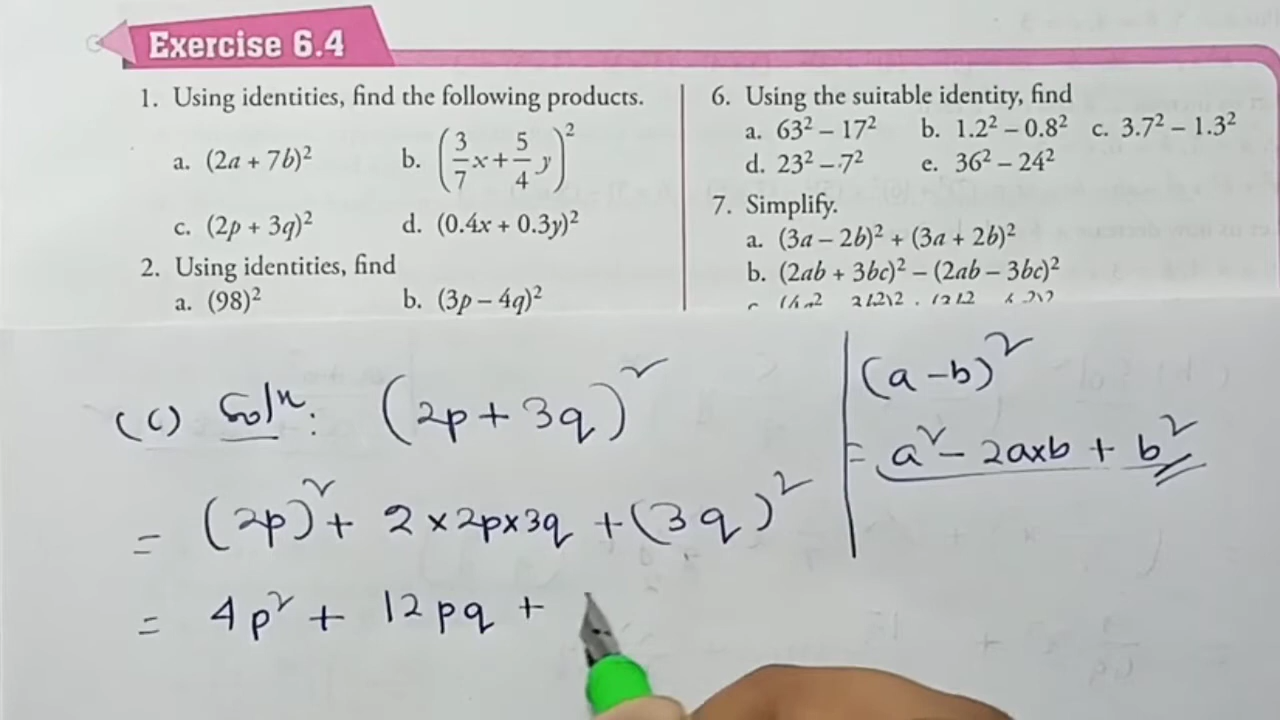 Exercise 6.4
1. Using identities, find the following products.
a. (2a + 7b)²
b. (3/7 x + 5/4 y)²
c. (2p + 3q)²
d. (0.4x + 0.3y)²
2. Using identities, find
a. (98)²
b. (3p – 4q)²
6. Using the suitable identity, find
a. 63² – 17²
b. 1.2² – 0.8²
c. 3.7² – 1.3²
d. 23² – 7²
e. 36² – 24²
7. Simplify.
a. (3a – 2b)² + (3a + 2b)²
b. (2ab + 3bc)² – (2ab – 3bc)²
(c) Solⁿ: (2p + 3q)²
= (2p)² + 2 × 2p × 3q + (3q)²
= 4p² + 12pq +
(a – b)²
= a² – 2axb + b²